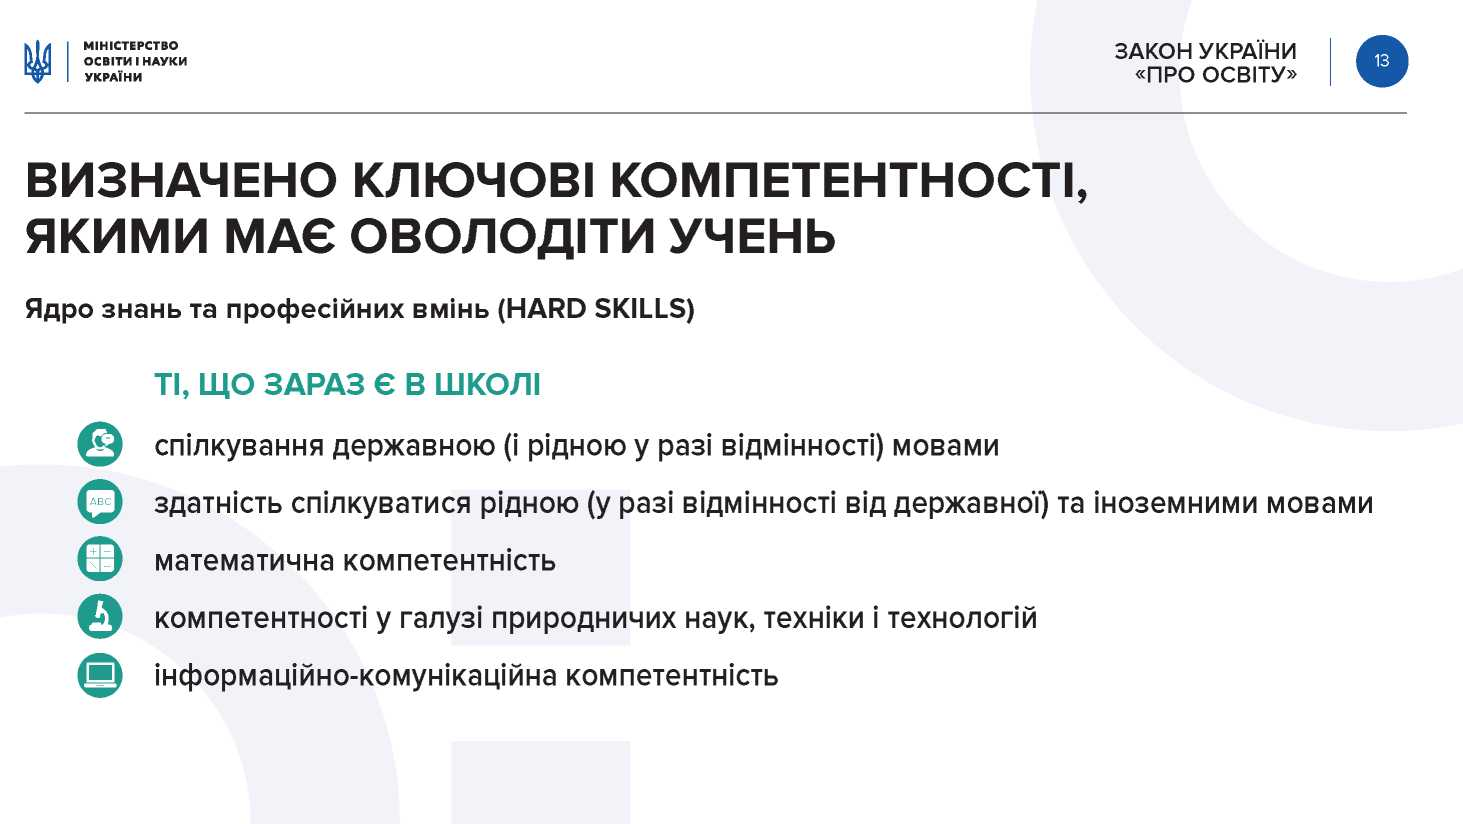 МІНІСТЕРСТВО
ОСВІТИ І НАУКИ
УКРАЇНИ
ЗАКОН УКРАЇНИ
«ПРО ОСВІТУ»
13
ВИЗНАЧЕНО КЛЮЧОВІ КОМПЕТЕНТНОСТІ,
ЯКИМИ МАЄ ОВОЛОДІТИ УЧЕНЬ
Ядро знань та професійних вмінь (HARD SKILLS)
ТІ, ЩО ЗАРАЗ Є В ШКОЛІ
спілкування державною (і рідною у разі відмінності) мовами
ABC
здатність спілкуватися рідною (у разі відмінності від державної) та іноземними мовами
математична компетентність
компетентності у галузі природничих наук, техніки і технологій
інформаційно-комунікаційна компетентність